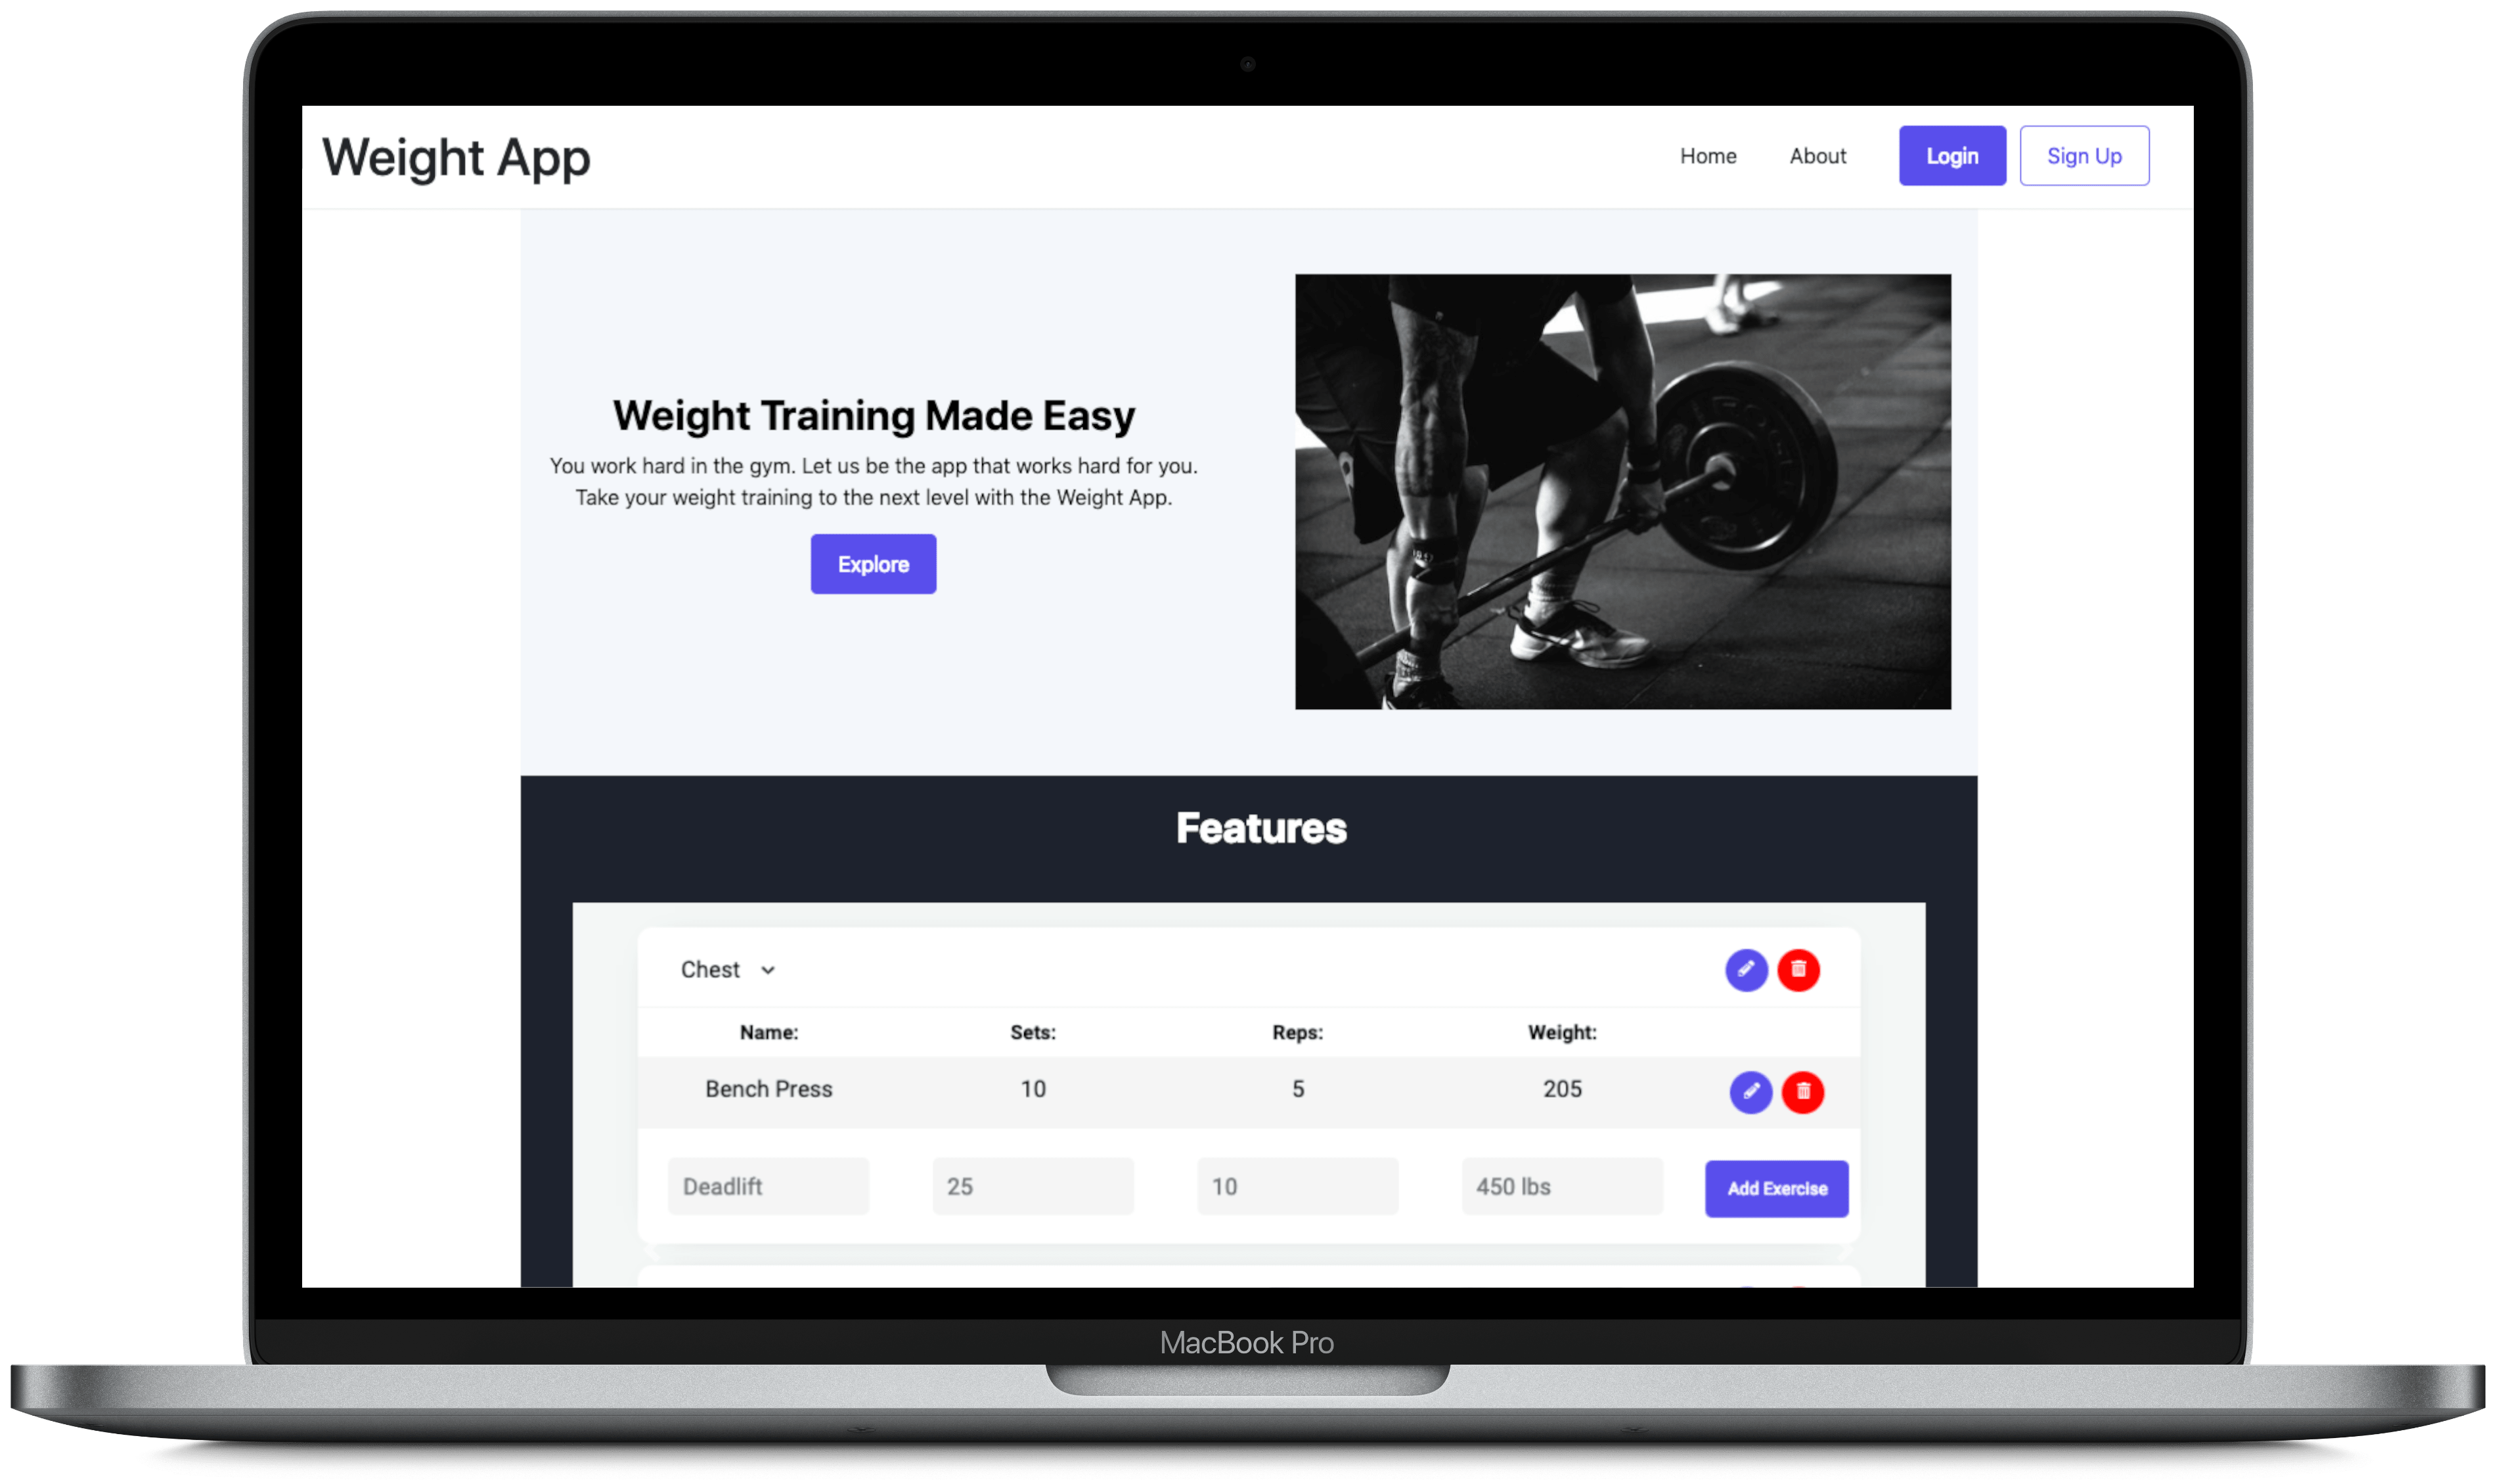 Weight App
Home
About
Login
Sign Up
Weight Training Made Easy
You work hard in the gym. Let us be the app that works hard for you.
Take your weight training to the next level with the Weight App.
Explore
Features
Chest
Name:
Sets:
Reps:
Weight:
Bench Press
10
5
205
Deadlift
25
10
450 lbs
Add Exercise
MacBook Pro